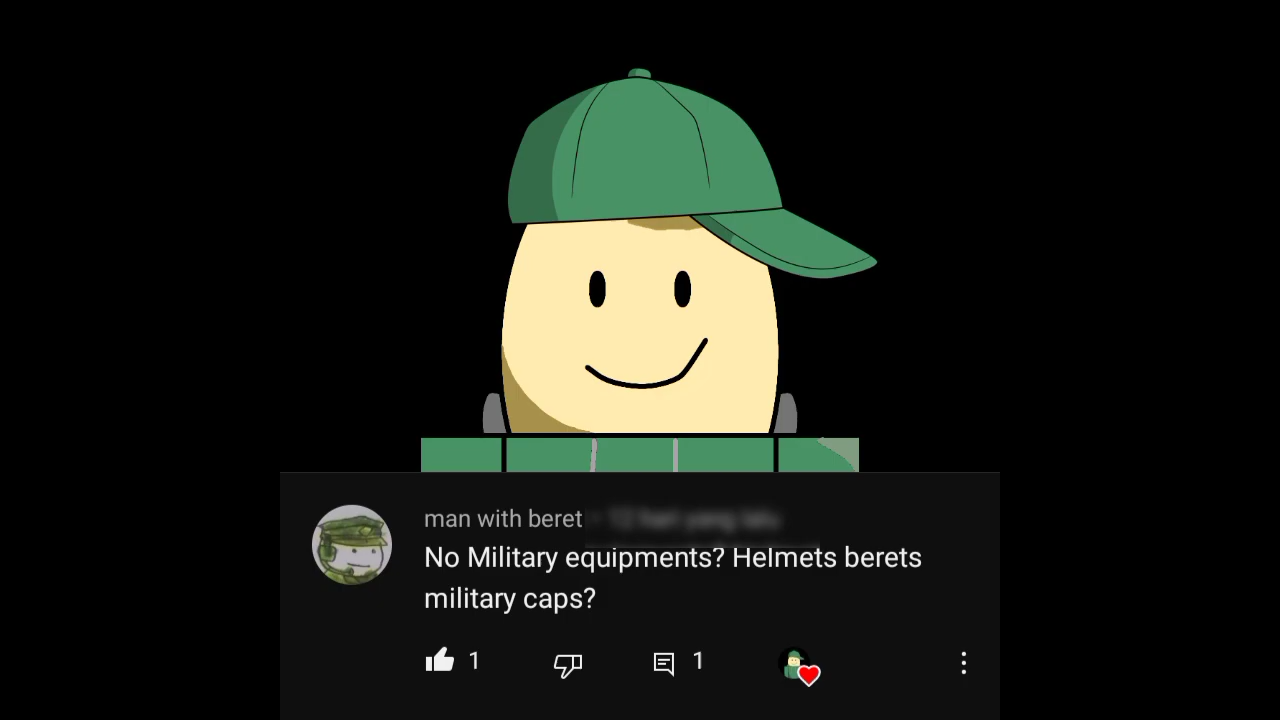 man with beret
No Military equipments? Helmets berets
military caps?
1
1